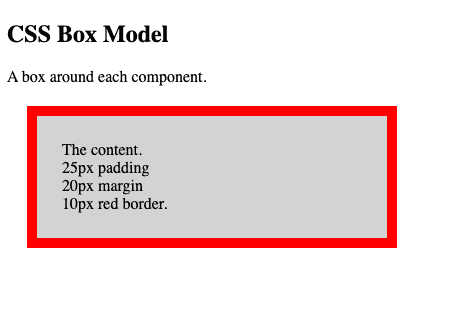 CSS Box Model
A box around each component.
The content.
25px padding
20px margin
10px red border.